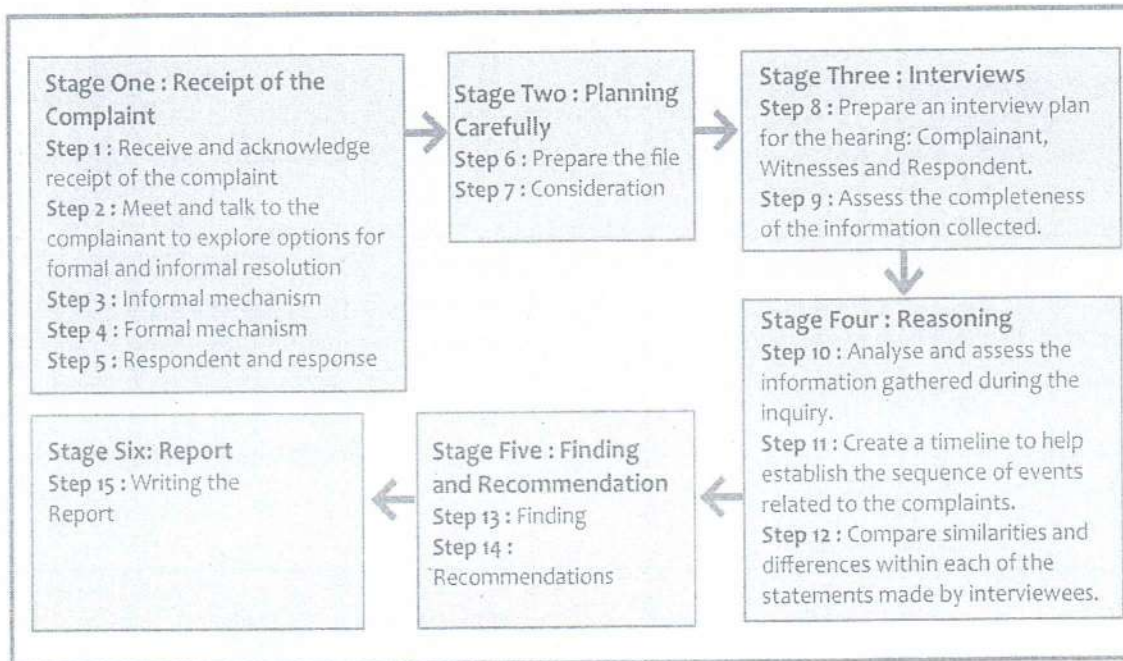 Stage One : Receipt of the
Complaint
Step 1 : Receive and acknowledge
receipt of the complaint
Step 2 : Meet and talk to the
complainant to explore options for
formal and informal resolution
Step 3 : Informal mechanism
Step 4 : Formal mechanism
Step 5 : Respondent and response
Stage Two : Planning
Carefully
Step 6 : Prepare the file
Step 7 : Consideration
Stage Three : Interviews
Step 8 : Prepare an interview plan
for the hearing: Complainant,
Witnesses and Respondent.
Step 9 : Assess the completeness
of the information collected.
Stage Four : Reasoning
Step 10 : Analyse and assess the
information gathered during the
inquiry.
Step 11 : Create a timeline to help
establish the sequence of events
related to the complaints.
Step 12 : Compare similarities and
differences within each of the
statements made by interviewees.
Stage Five : Finding
and Recommendation
Step 13 : Finding
Step 14 :
Recommendations
Stage Six: Report
Step 15 : Writing the
Report